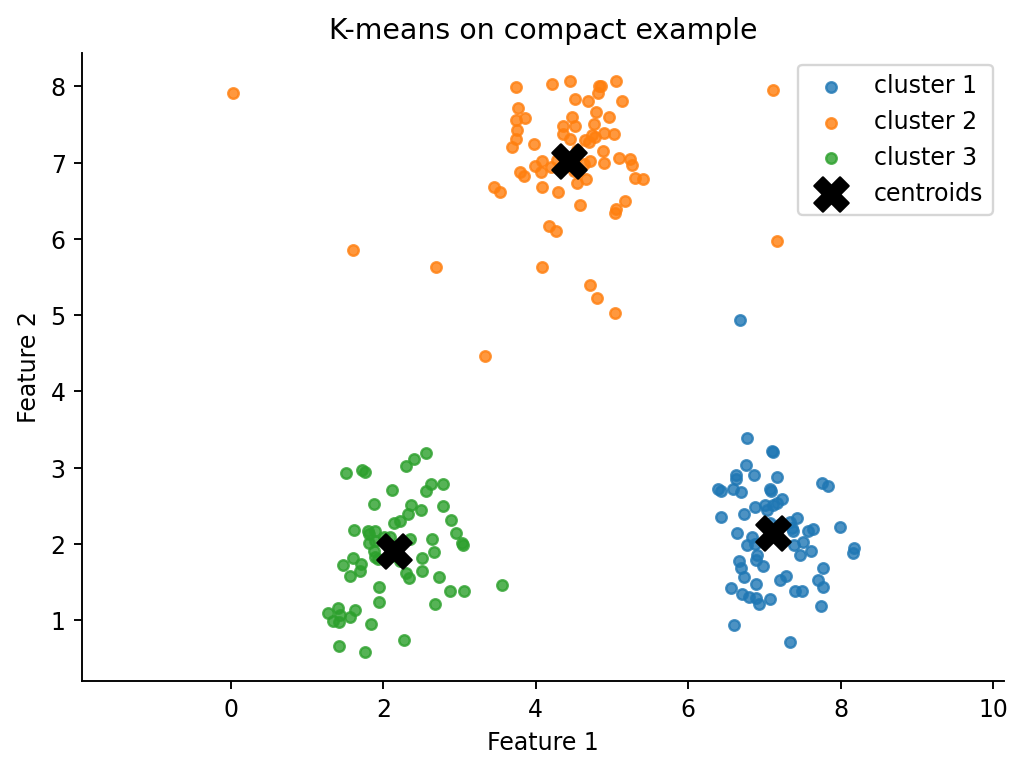 K-means on compact example
cluster 1
cluster 2
cluster 3
centroids
Feature 2
8
7
6
5
4
3
2
1
0
2
4
6
8
10
Feature 1